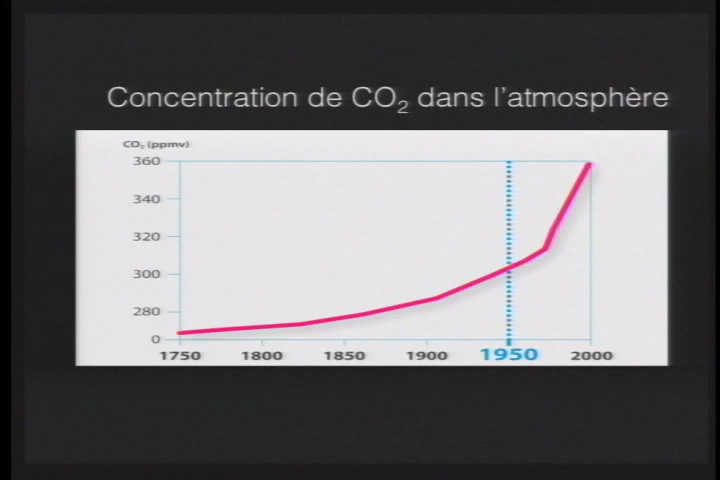 Concentration de CO₂ dans l'atmosphère
CO₂ (ppmv)
360
340
320
300
280
0
1750 1800 1850 1900 1950 2000